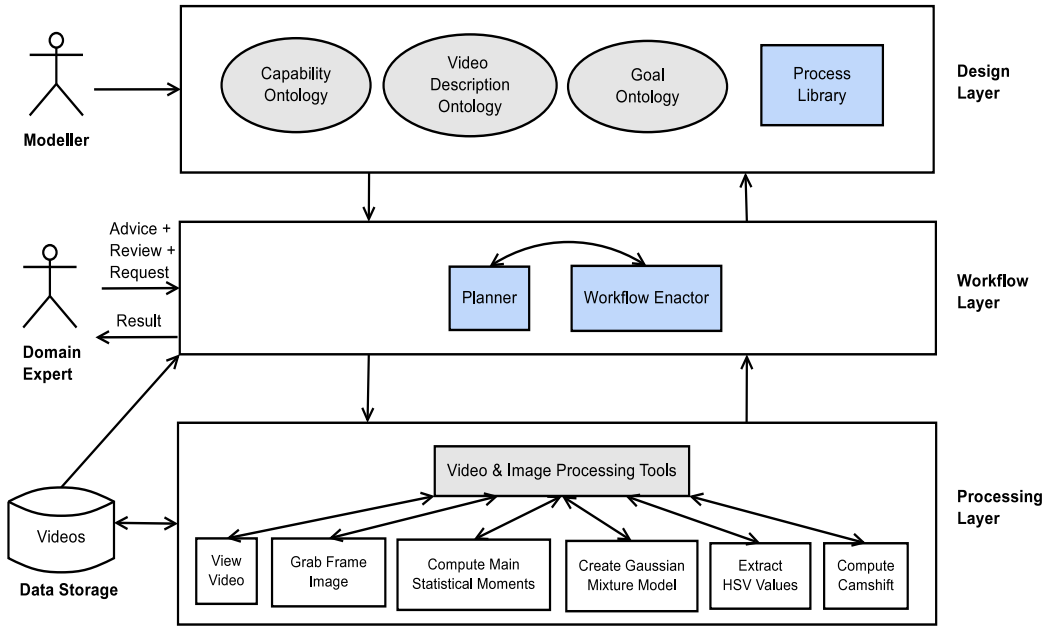 Modeller
Capability
Ontology
Video
Description
Ontology
Goal
Ontology
Process
Library
Design
Layer
Advice +
Review +
Request
Result
Domain
Expert
Planner
Workflow Enactor
Workflow
Layer
Videos
Data Storage
Video & Image Processing Tools
View
Video
Grab Frame
Image
Compute Main
Statistical Moments
Create Gaussian
Mixture Model
Extract
HSV Values
Compute
Camshift
Processing
Layer